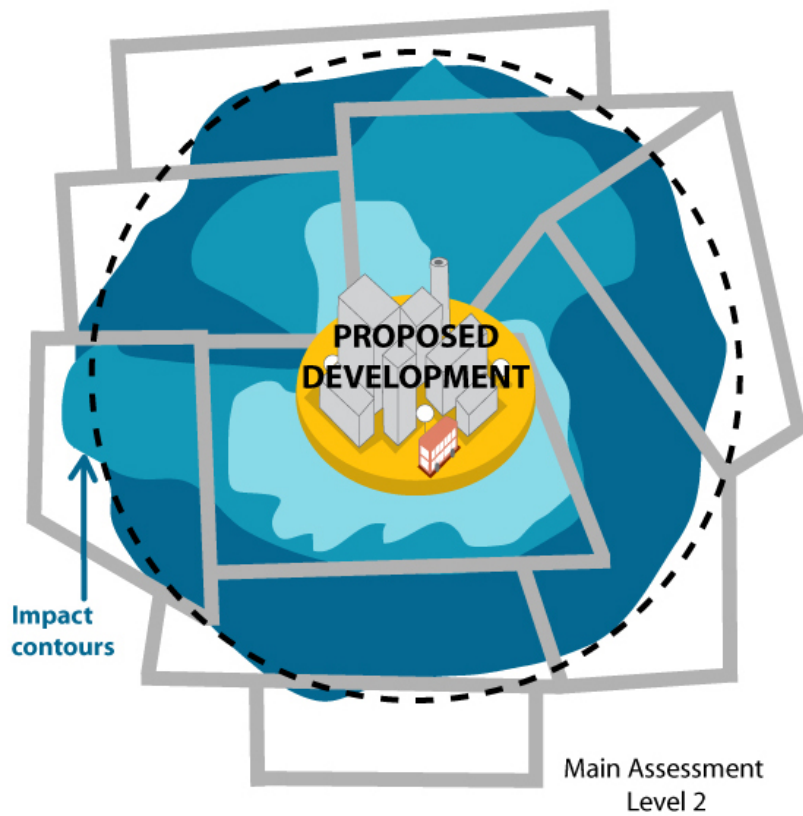 PROPOSED
DEVELOPMENT
Impact
contours
Main Assessment
Level 2